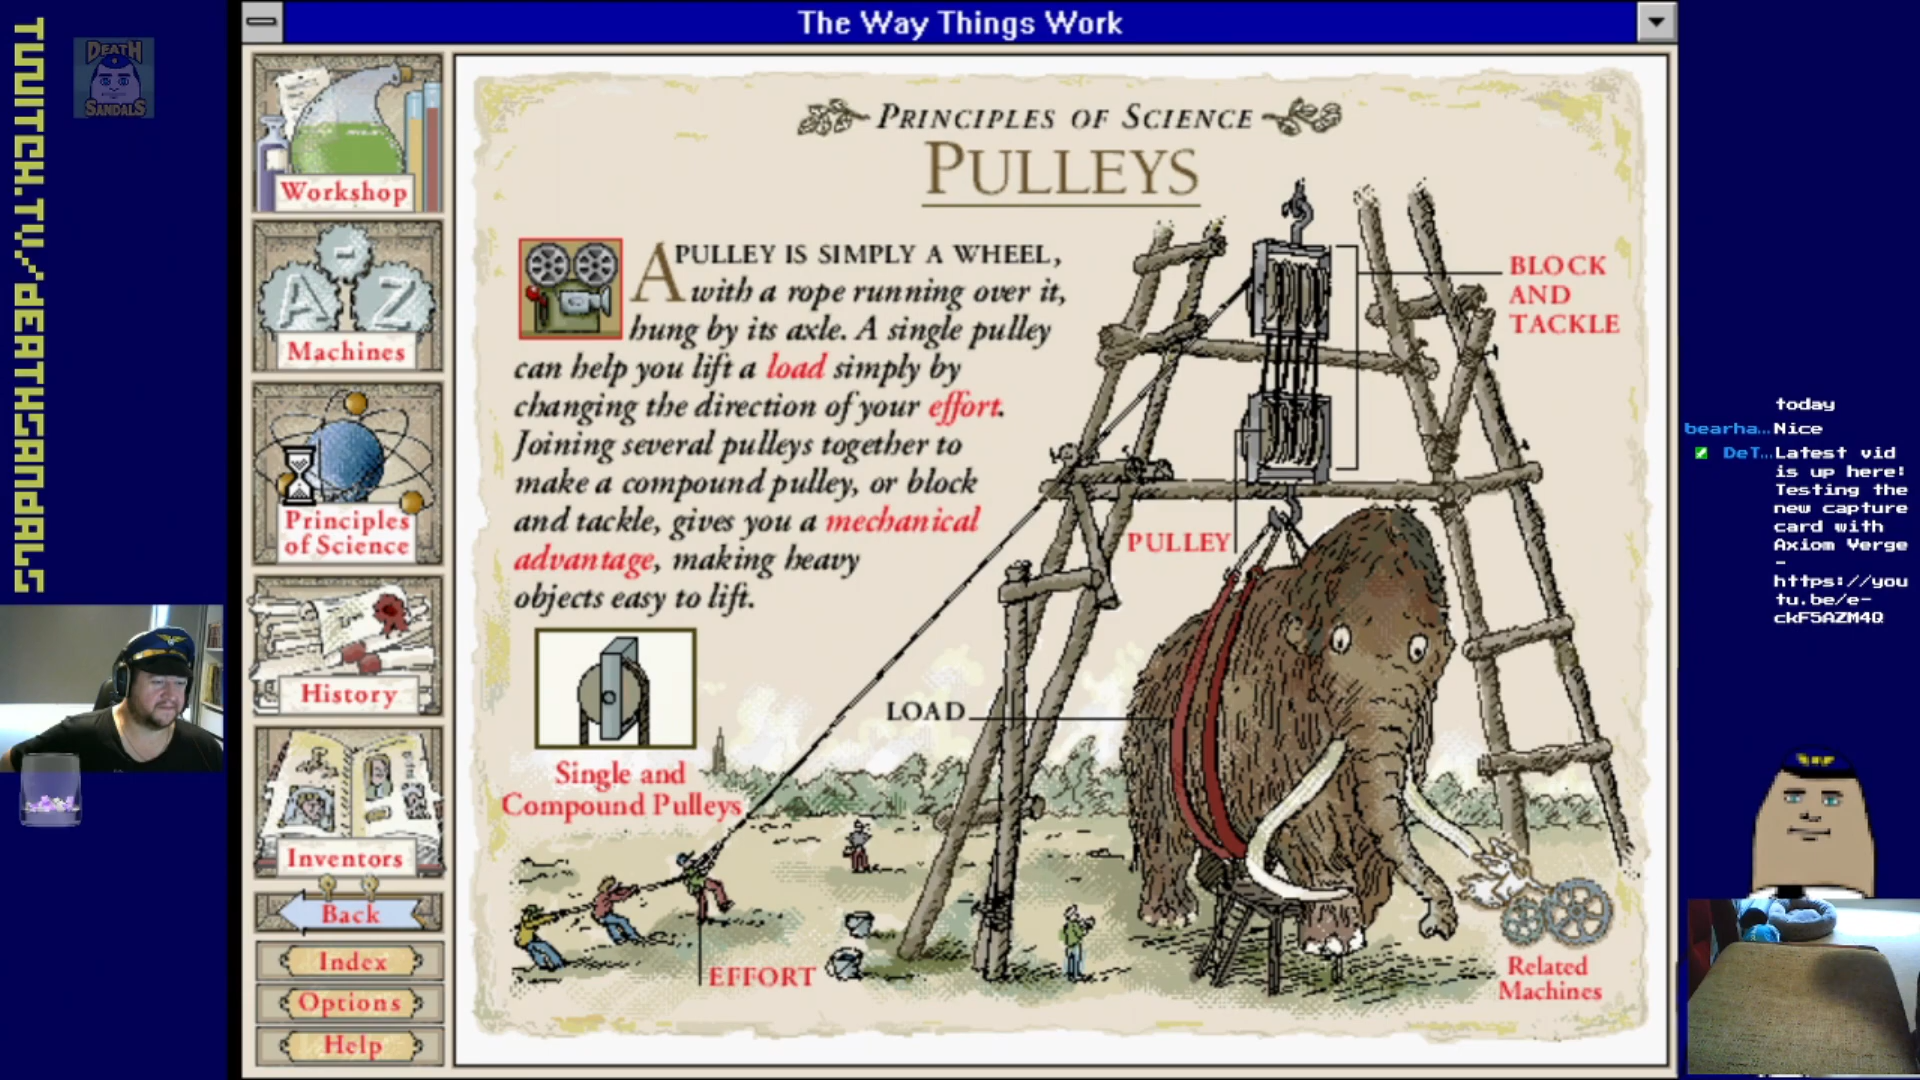 TWITCH.TV/DEATHSANDALS
DEATH
SANDALS
The Way Things Work
Workshop
A - Z
Machines
Principles
of Science
History
Inventors
Back
Index
Options
Help
PRINCIPLES OF SCIENCE
PULLEYS
A PULLEY IS SIMPLY A WHEEL,
with a rope running over it,
hung by its axle. A single pulley
can help you lift a load simply by
changing the direction of your effort.
Joining several pulleys together to
make a compound pulley, or block
and tackle, gives you a mechanical
advantage, making heavy
objects easy to lift.
Single and
Compound Pulleys
BLOCK
AND
TACKLE
PULLEY
LOAD
EFFORT
Related
Machines
today
bearha...Nice
DeT...Latest vid
is up here!
Testing the
new capture
card with
Axiom Verge
-
https://you
tu.be/e-
ckF5AZM4Q